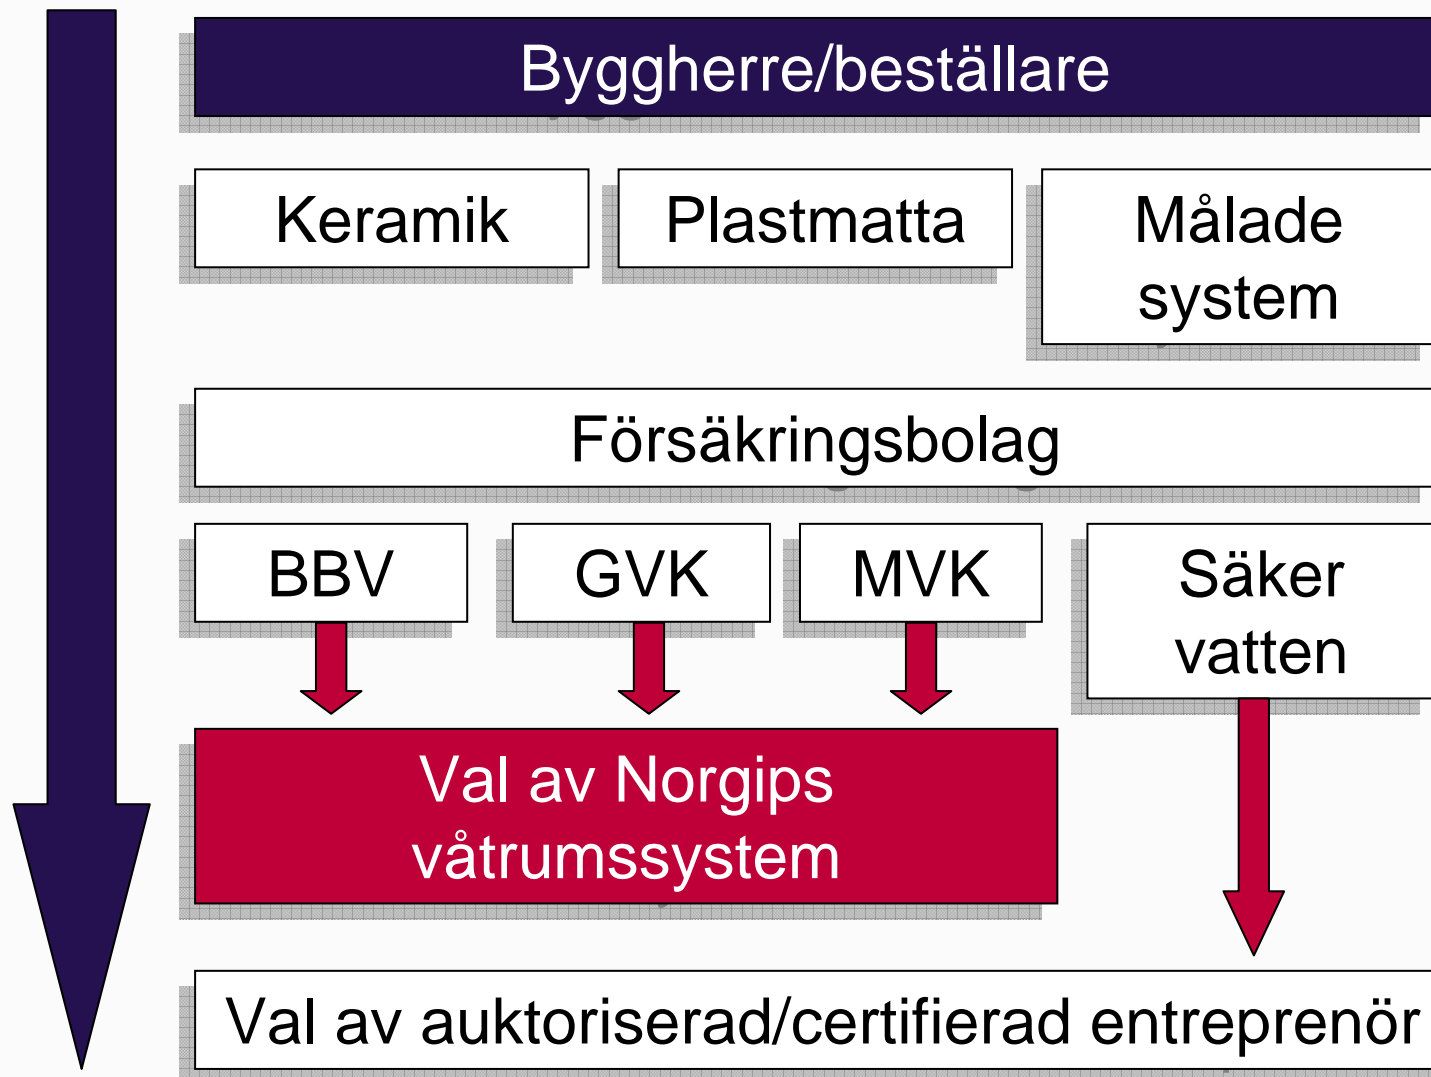 Byggherre/beställare
Keramik
Plastmatta
Målade
system
Försäkringsbolag
BBV
GVK
MVK
Säker
vatten
Val av Norgips
våtrumssystem
Val av auktoriserad/certifierad entreprenör